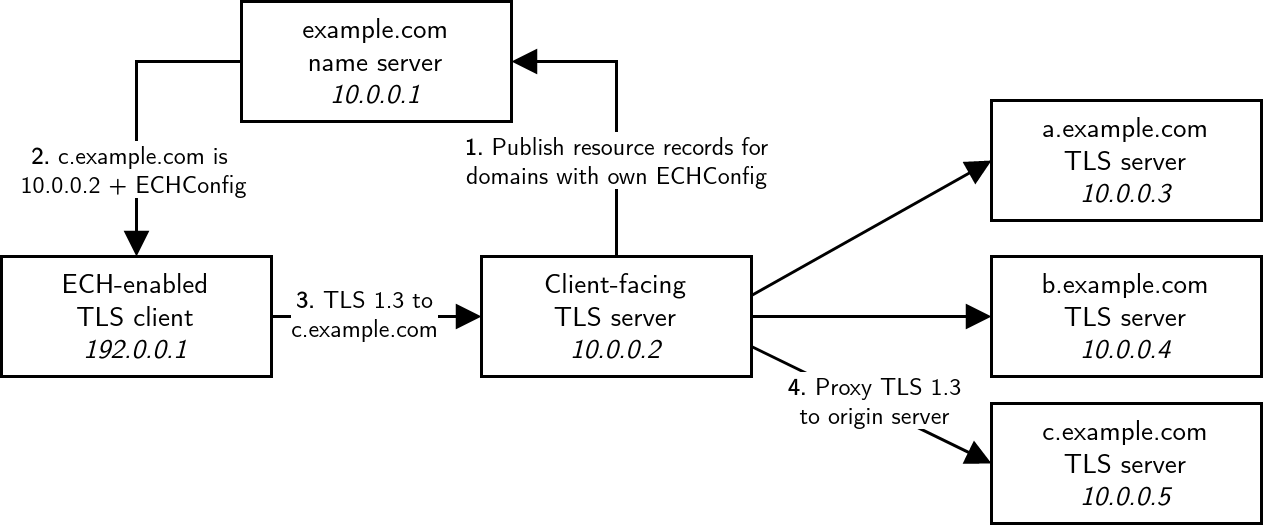 example.com
name server
10.0.0.1
1. Publish resource records for
domains with own ECHConfig
2. c.example.com is
10.0.0.2 + ECHConfig
ECH-enabled
TLS client
192.0.0.1
3. TLS 1.3 to
c.example.com
Client-facing
TLS server
10.0.0.2
4. Proxy TLS 1.3
to origin server
a.example.com
TLS server
10.0.0.3
b.example.com
TLS server
10.0.0.4
c.example.com
TLS server
10.0.0.5